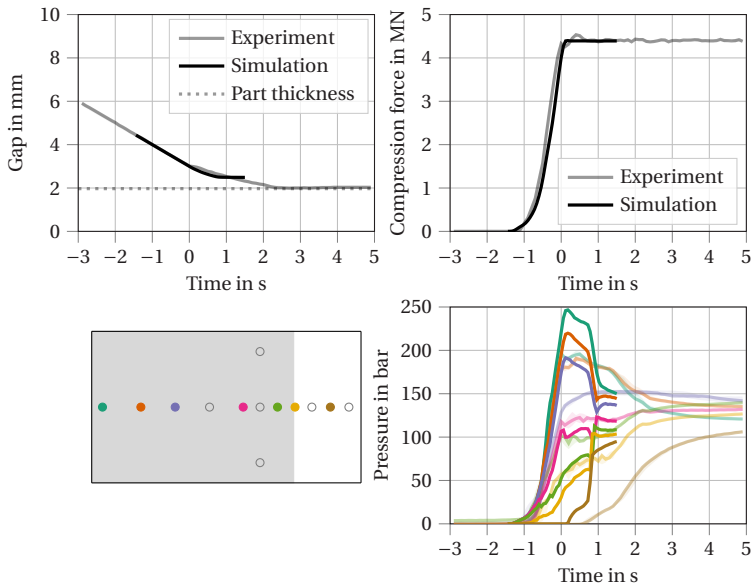 10
8
6
4
2
0
−3 −2 −1 0 1 2 3 4 5
Time in s
Gap in mm
Experiment
Simulation
Part thickness
5
4
3
2
1
0
−3 −2 −1 0 1 2 3 4 5
Time in s
Compression force in MN
Experiment
Simulation
250
200
150
100
50
0
−3 −2 −1 0 1 2 3 4 5
Time in s
Pressure in bar